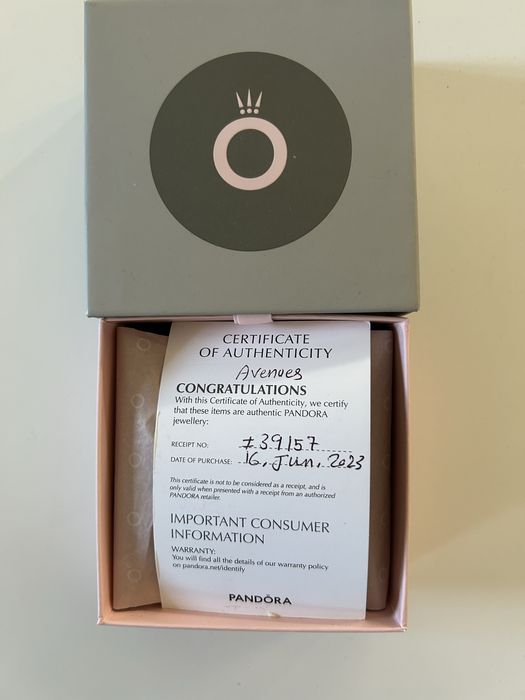 CERTIFICATE
OF AUTHENTICITY
Avenues
CONGRATULATIONS
With this Certificate of Authenticity, we certify
that these items are authentic PANDORA
jewellery:
RECEIPT NO: #39157
DATE OF PURCHASE: 16, Jun, 2023
This certificate is not to be considered as a receipt, and is
only valid when presented with a receipt from an authorized
PANDORA retailer.
IMPORTANT CONSUMER
INFORMATION
WARRANTY:
You will find all the details of our warranty policy
on pandora.net/identify
PANDÖRA